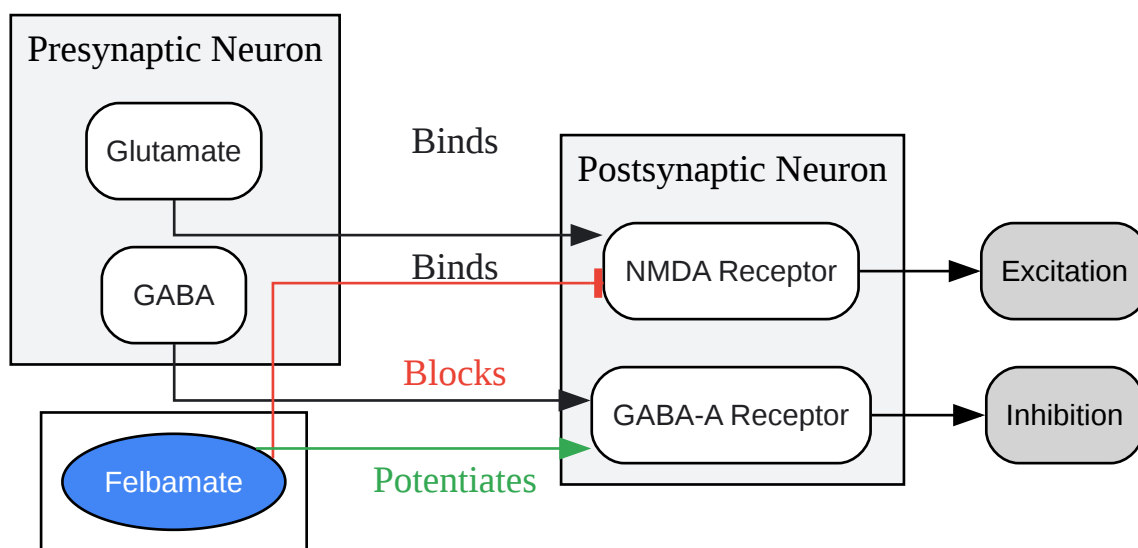 Presynaptic Neuron
Glutamate
Binds
Postsynaptic Neuron
GABA
Binds
NMDA Receptor
Excitation
Blocks
GABA-A Receptor
Inhibition
Felbamate
Potentiates